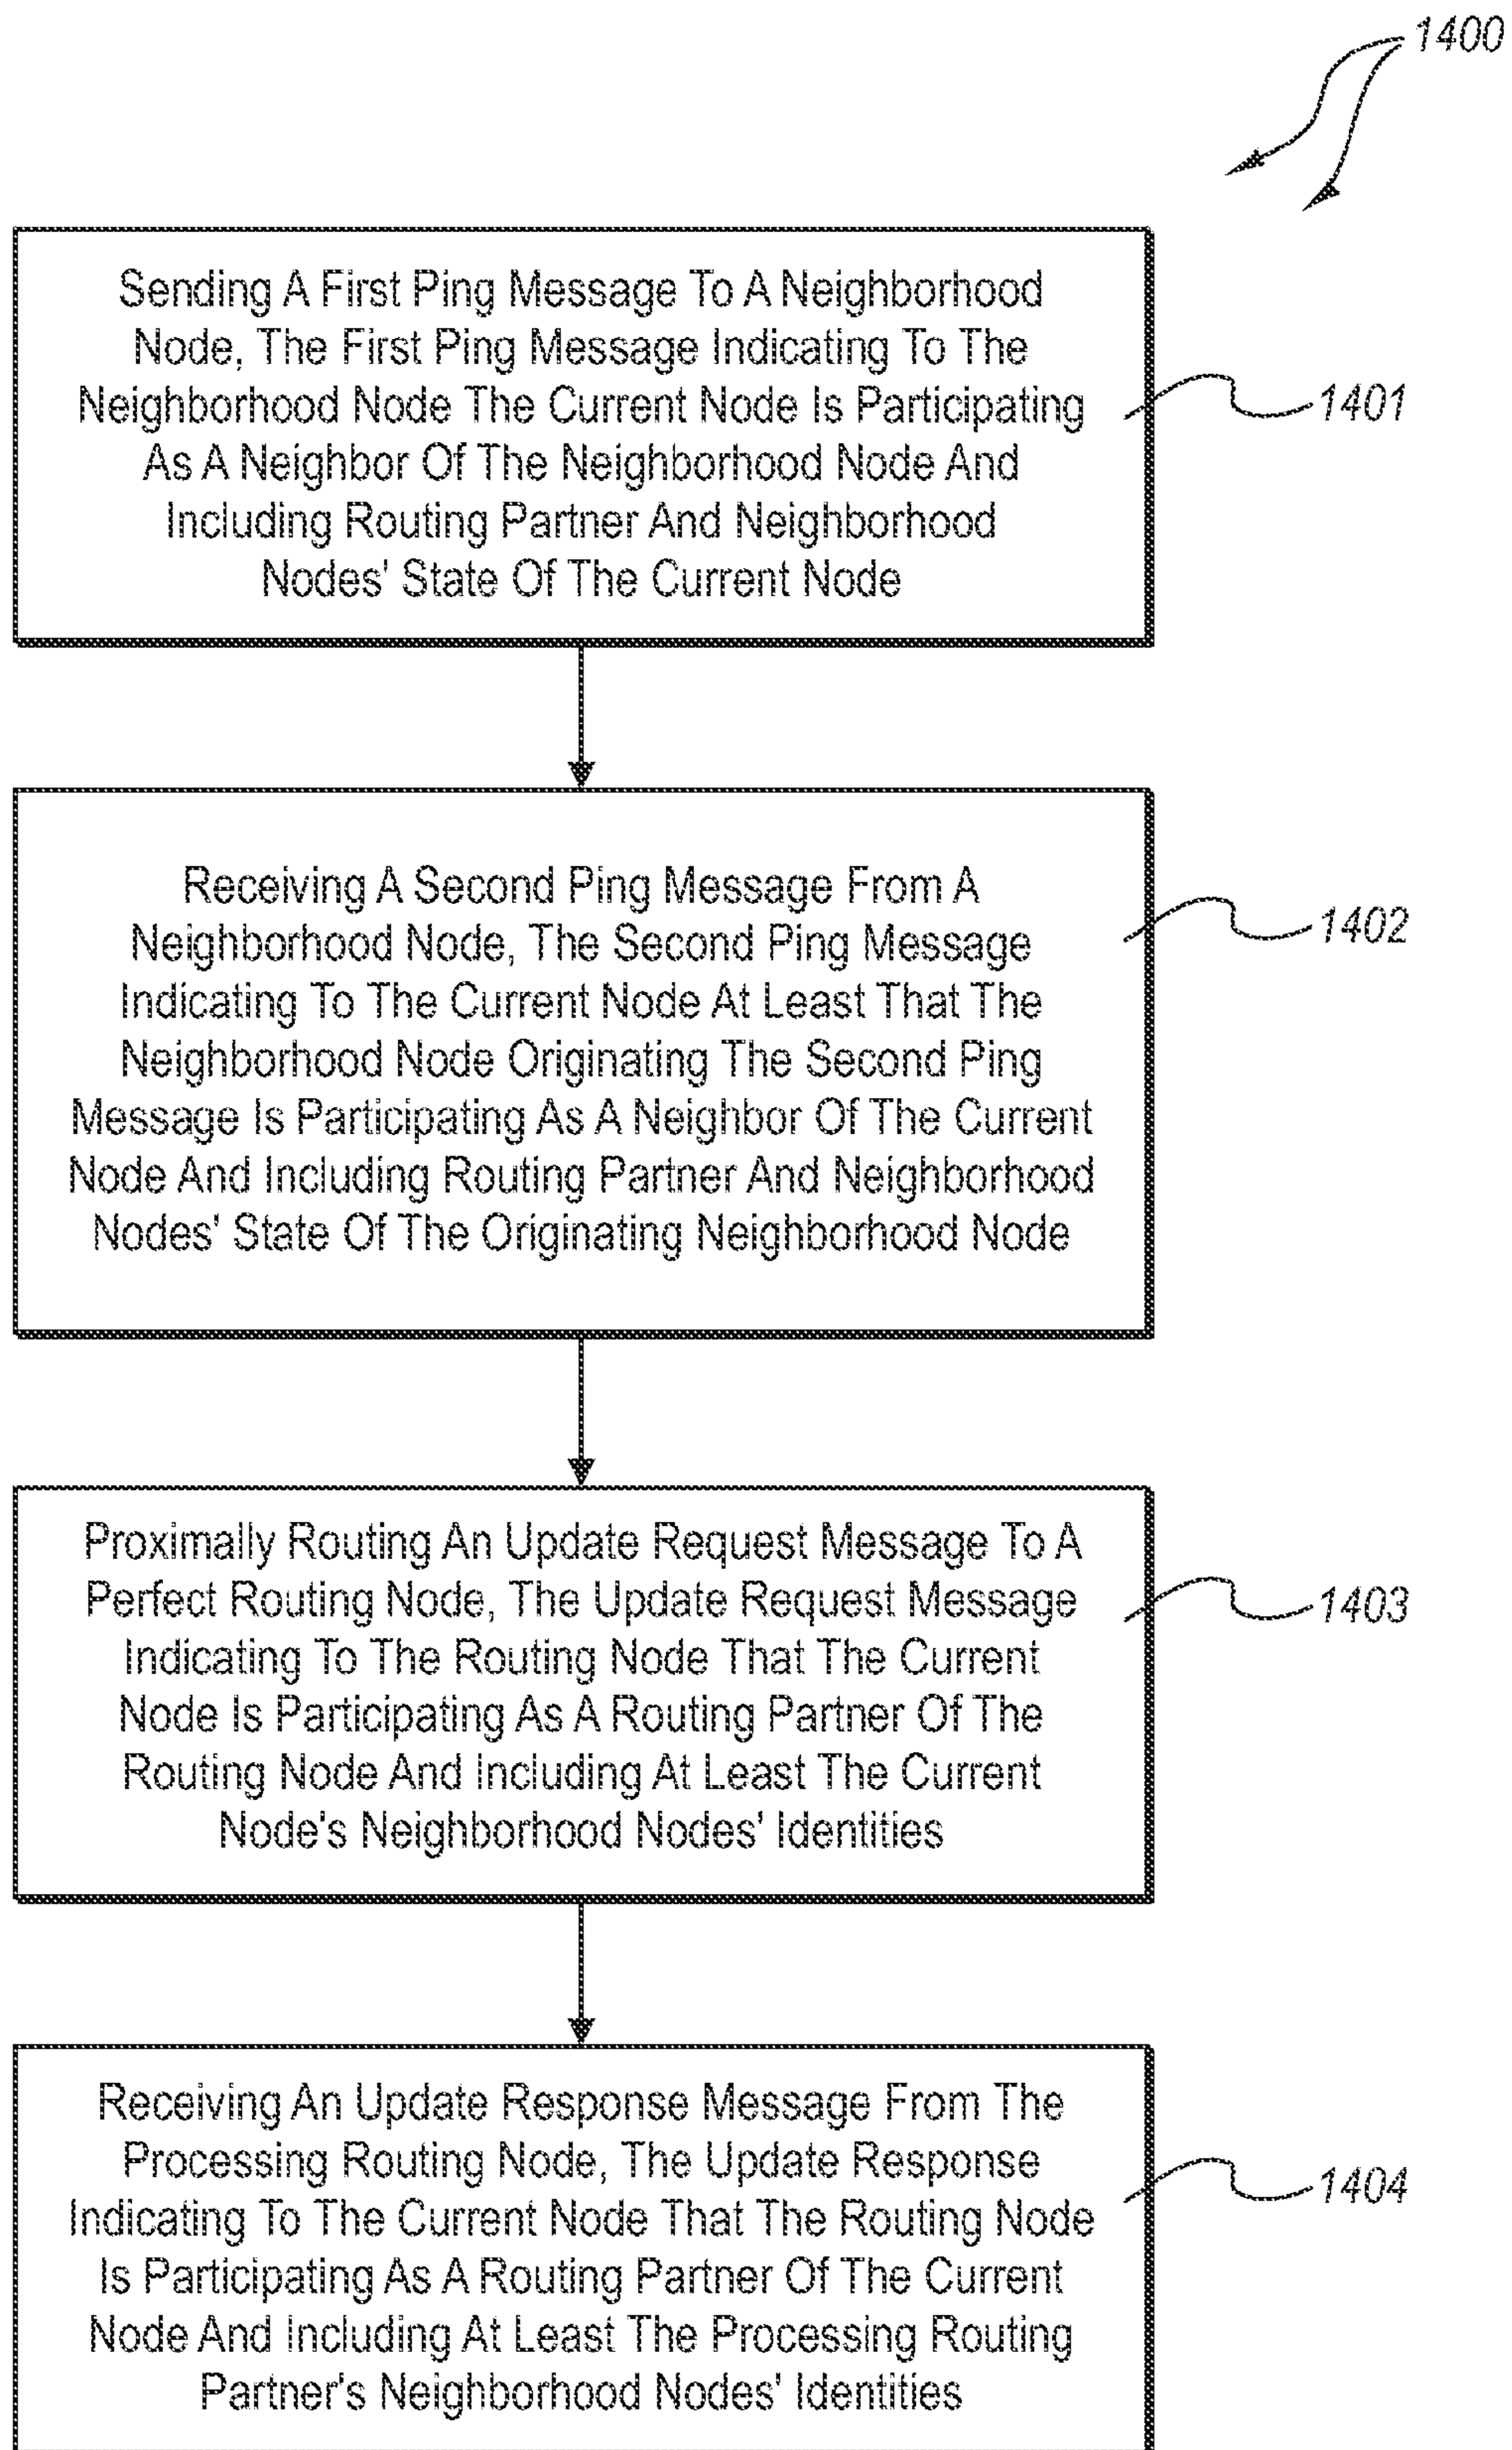 1400
Sending A First Ping Message To A Neighborhood
Node, The First Ping Message Indicating To The
Neighborhood Node The Current Node Is Participating
As A Neighbor Of The Neighborhood Node And
Including Routing Partner And Neighborhood
Nodes' State Of The Current Node
1401
Receiving A Second Ping Message From A
Neighborhood Node, The Second Ping Message
Indicating To The Current Node At Least That The
Neighborhood Node Originating The Second Ping
Message Is Participating As A Neighbor Of The Current
Node And Including Routing Partner And Neighborhood
Nodes' State Of The Originating Neighborhood Node
1402
Proximally Routing An Update Request Message To A
Perfect Routing Node, The Update Request Message
Indicating To The Routing Node That The Current
Node Is Participating As A Routing Partner Of The
Routing Node And Including At Least The Current
Node's Neighborhood Nodes' Identities
1403
Receiving An Update Response Message From The
Processing Routing Node, The Update Response
Indicating To The Current Node That The Routing Node
Is Participating As A Routing Partner Of The Current
Node And Including At Least The Processing Routing
Partner's Neighborhood Nodes' Identities
1404